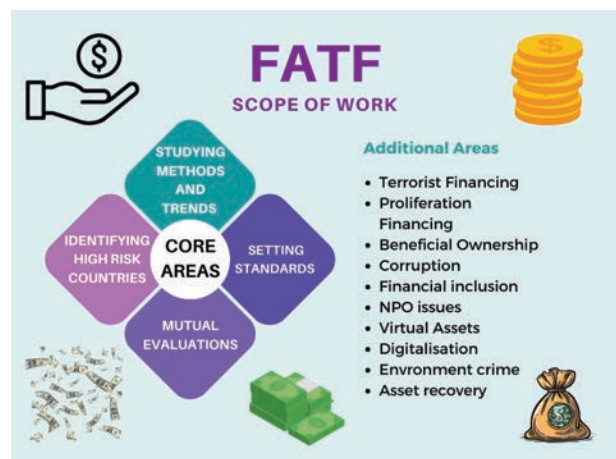 FATF
SCOPE OF WORK
STUDYING
METHODS
AND
TRENDS
IDENTIFYING
HIGH RISK
COUNTRIES
CORE
AREAS
SETTING
STANDARDS
MUTUAL
EVALUATIONS
Additional Areas
• Terrorist Financing
• Proliferation
Financing
• Beneficial Ownership
• Corruption
• Financial inclusion
• NPO issues
• Virtual Assets
• Digitalisation
• Envronment crime
• Asset recovery
$
$